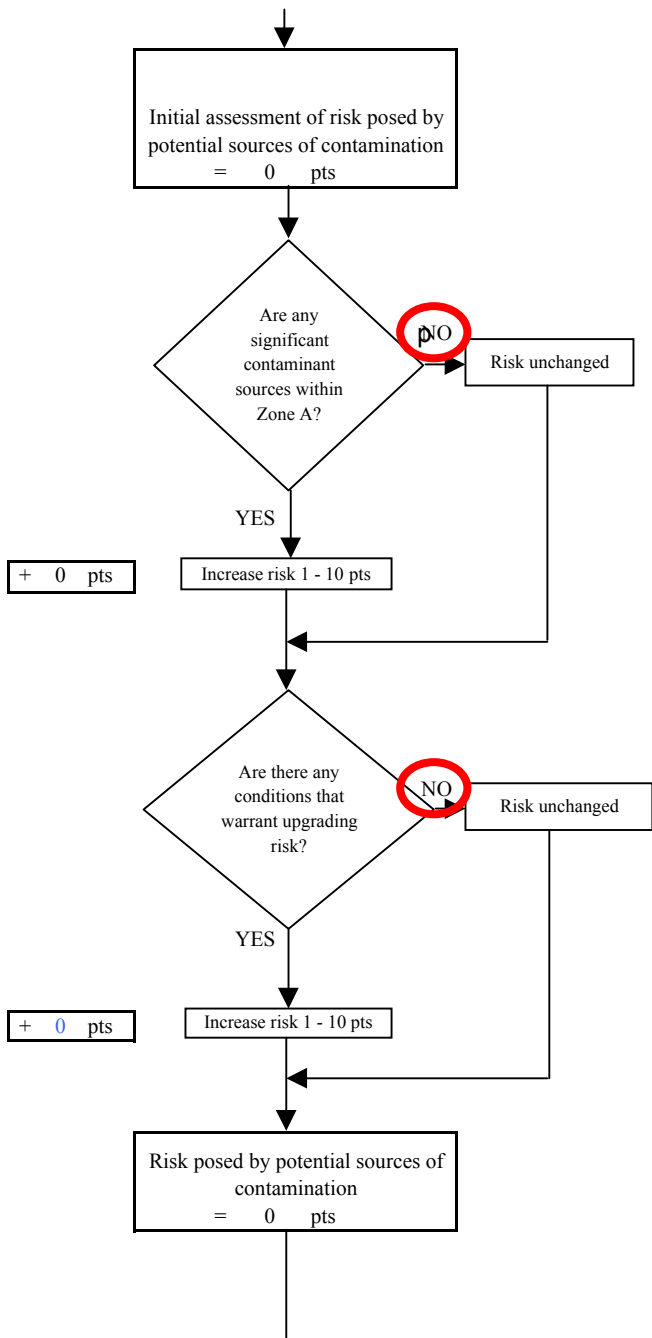 Initial assessment of risk posed by
potential sources of contamination
= 0 pts
Are any
significant
contaminant
sources within
Zone A?
pNO
Risk unchanged
YES
+ 0 pts
Increase risk 1 - 10 pts
Are there any
conditions that
warrant upgrading
risk?
NO
Risk unchanged
YES
+ 0 pts
Increase risk 1 - 10 pts
Risk posed by potential sources of
contamination
= 0 pts